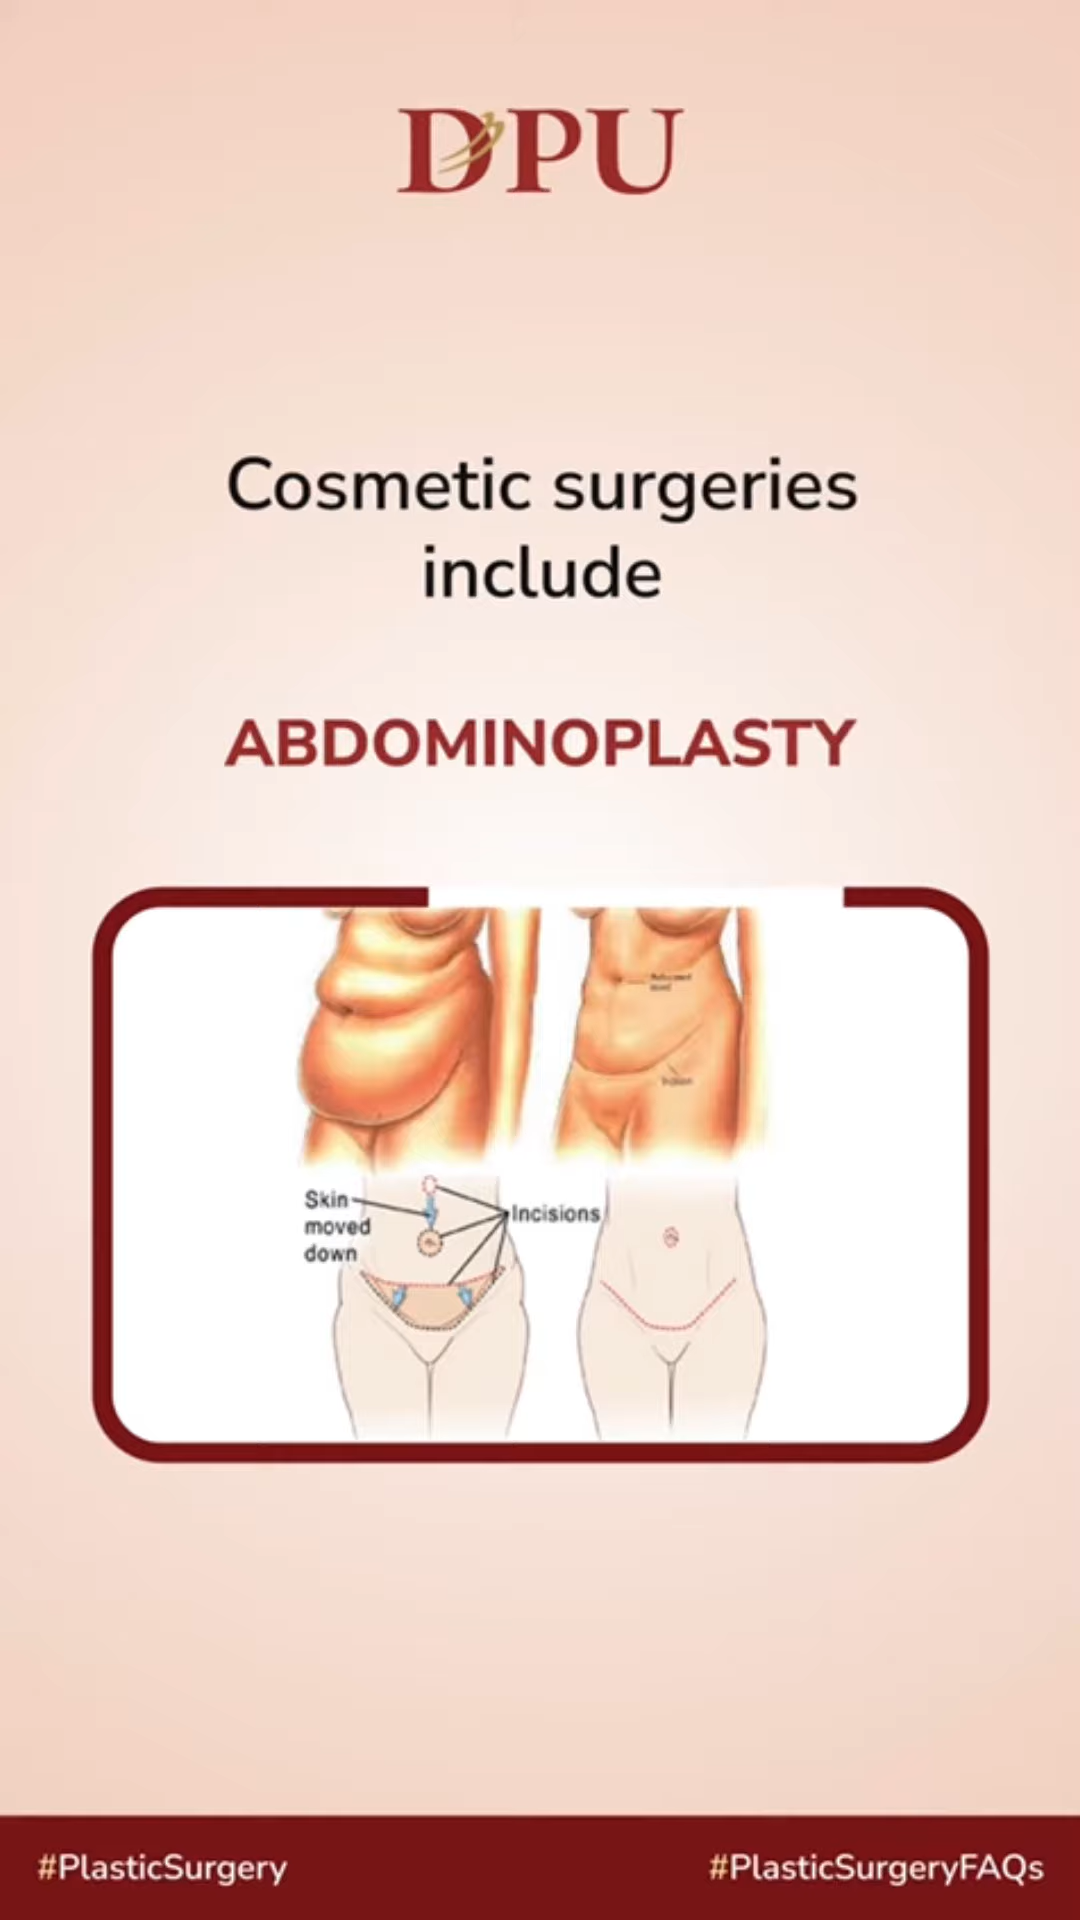 DPU
Cosmetic surgeries
include
ABDOMINOPLASTY
Skin
moved
down
Incisions
#PlasticSurgery
#PlasticSurgeryFAQs